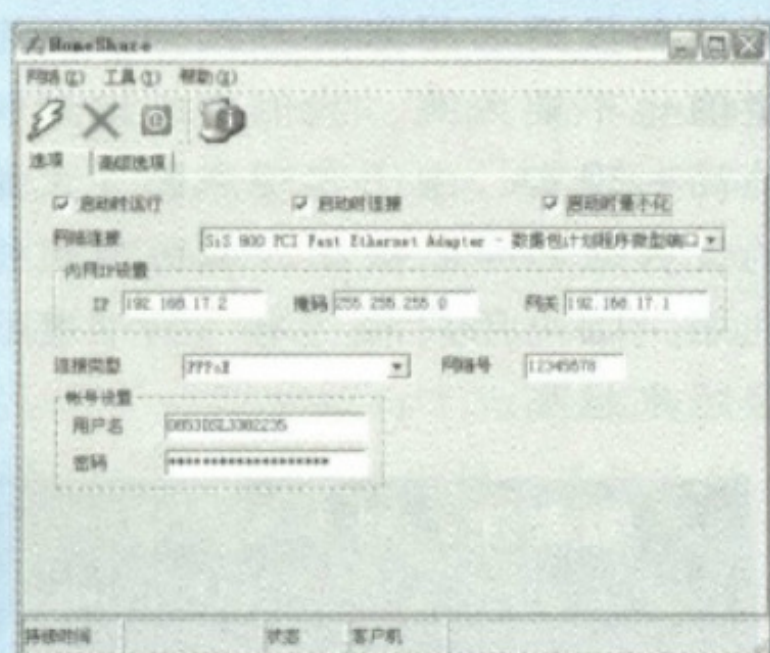 HomeShare
网络(L) 工具(T) 帮助(Q)
选项 高级选项
启动时运行 启动时连接 启动时最小化
网络连接 SiS 900 PCI Fast Ethernet Adapter - 数据包计划程序微型端口
内网IP设置
IP 192.168.17.2 掩码 255.255.255.0 网关 192.168.17.1
连接类型 PPPoE 网络号 12345678
帐号设置
用户名 0853DSL3382235
密码 *******************
持续时间 状态 客户机